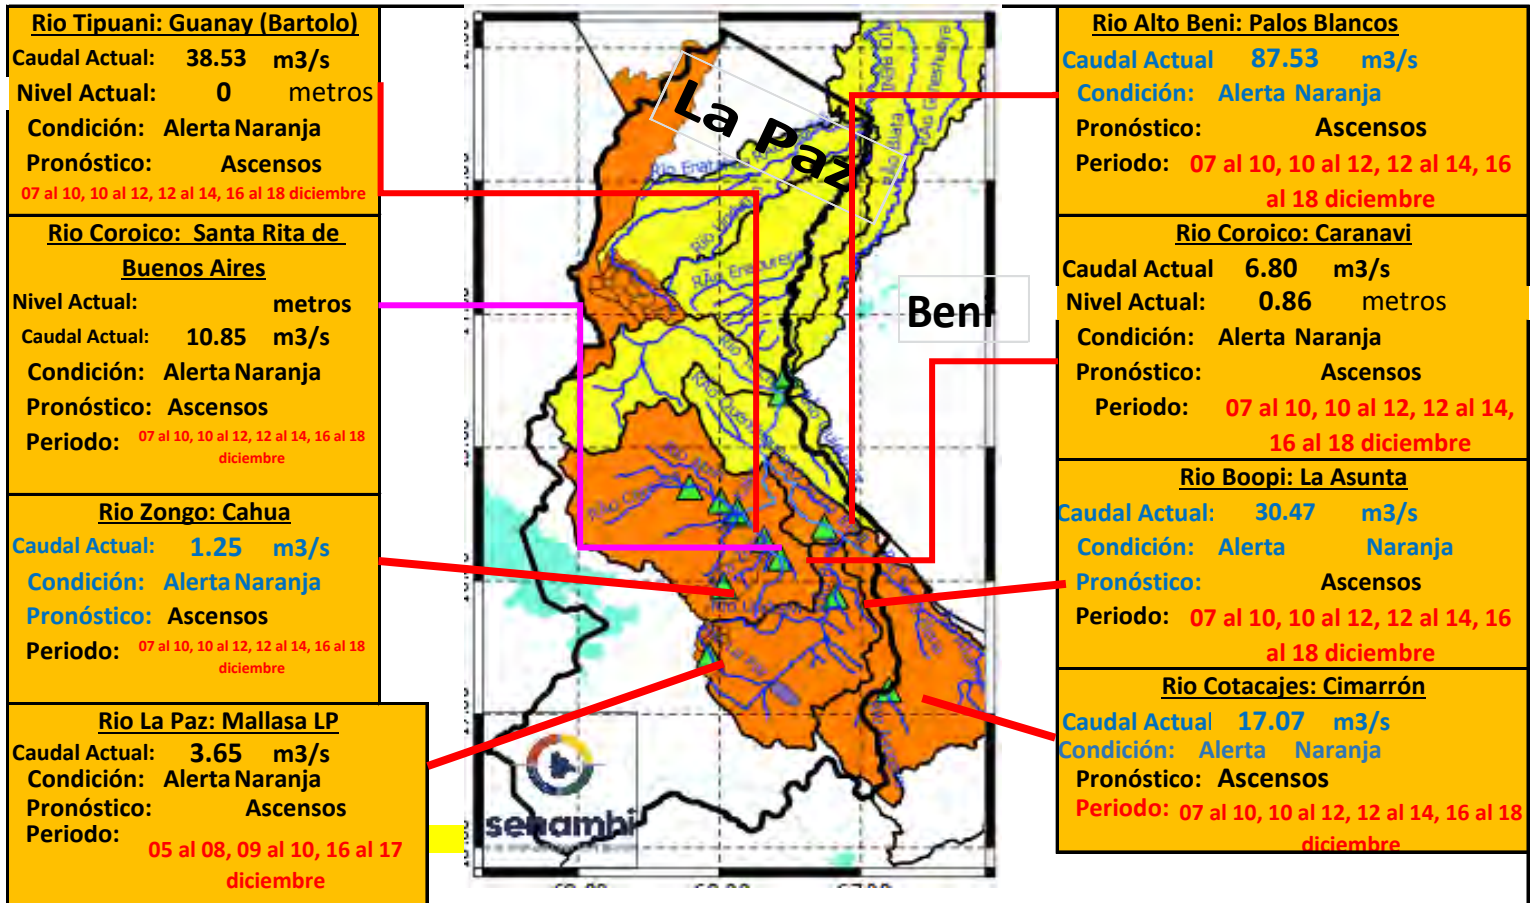 Rio Tipuani: Guanay (Bartolo)
Caudal Actual: 38.53 m3/s
Nivel Actual: 0 metros
Condición: Alerta Naranja
Pronóstico: Ascensos
07 al 10, 10 al 12, 12 al 14, 16 al 18 diciembre
Rio Coroico: Santa Rita de
Buenos Aires
Nivel Actual: metros
Caudal Actual: 10.85 m3/s
Condición: Alerta Naranja
Pronóstico: Ascensos
Periodo: 07 al 10, 10 al 12, 12 al 14, 16 al 18
diciembre
Rio Zongo: Cahua
Caudal Actual: 1.25 m3/s
Condición: Alerta Naranja
Pronóstico: Ascensos
Periodo: 07 al 10, 10 al 12, 12 al 14, 16 al 18
diciembre
Rio La Paz: Mallasa LP
Caudal Actual: 3.65 m3/s
Condición: Alerta Naranja
Pronóstico: Ascensos
Periodo:
05 al 08, 09 al 10, 16 al 17
diciembre
La Paz
Beni
senamhi
Rio Alto Beni: Palos Blancos
Caudal Actual 87.53 m3/s
Condición: Alerta Naranja
Pronóstico: Ascensos
Periodo: 07 al 10, 10 al 12, 12 al 14, 16
al 18 diciembre
Rio Coroico: Caranavi
Caudal Actual 6.80 m3/s
Nivel Actual: 0.86 metros
Condición: Alerta Naranja
Pronóstico: Ascensos
Periodo: 07 al 10, 10 al 12, 12 al 14,
16 al 18 diciembre
Rio Boopi: La Asunta
Caudal Actual: 30.47 m3/s
Condición: Alerta Naranja
Pronóstico: Ascensos
Periodo: 07 al 10, 10 al 12, 12 al 14, 16
al 18 diciembre
Rio Cotacajes: Cimarrón
Caudal Actual 17.07 m3/s
Condición: Alerta Naranja
Pronóstico: Ascensos
Periodo: 07 al 10, 10 al 12, 12 al 14, 16 al 18
diciembre